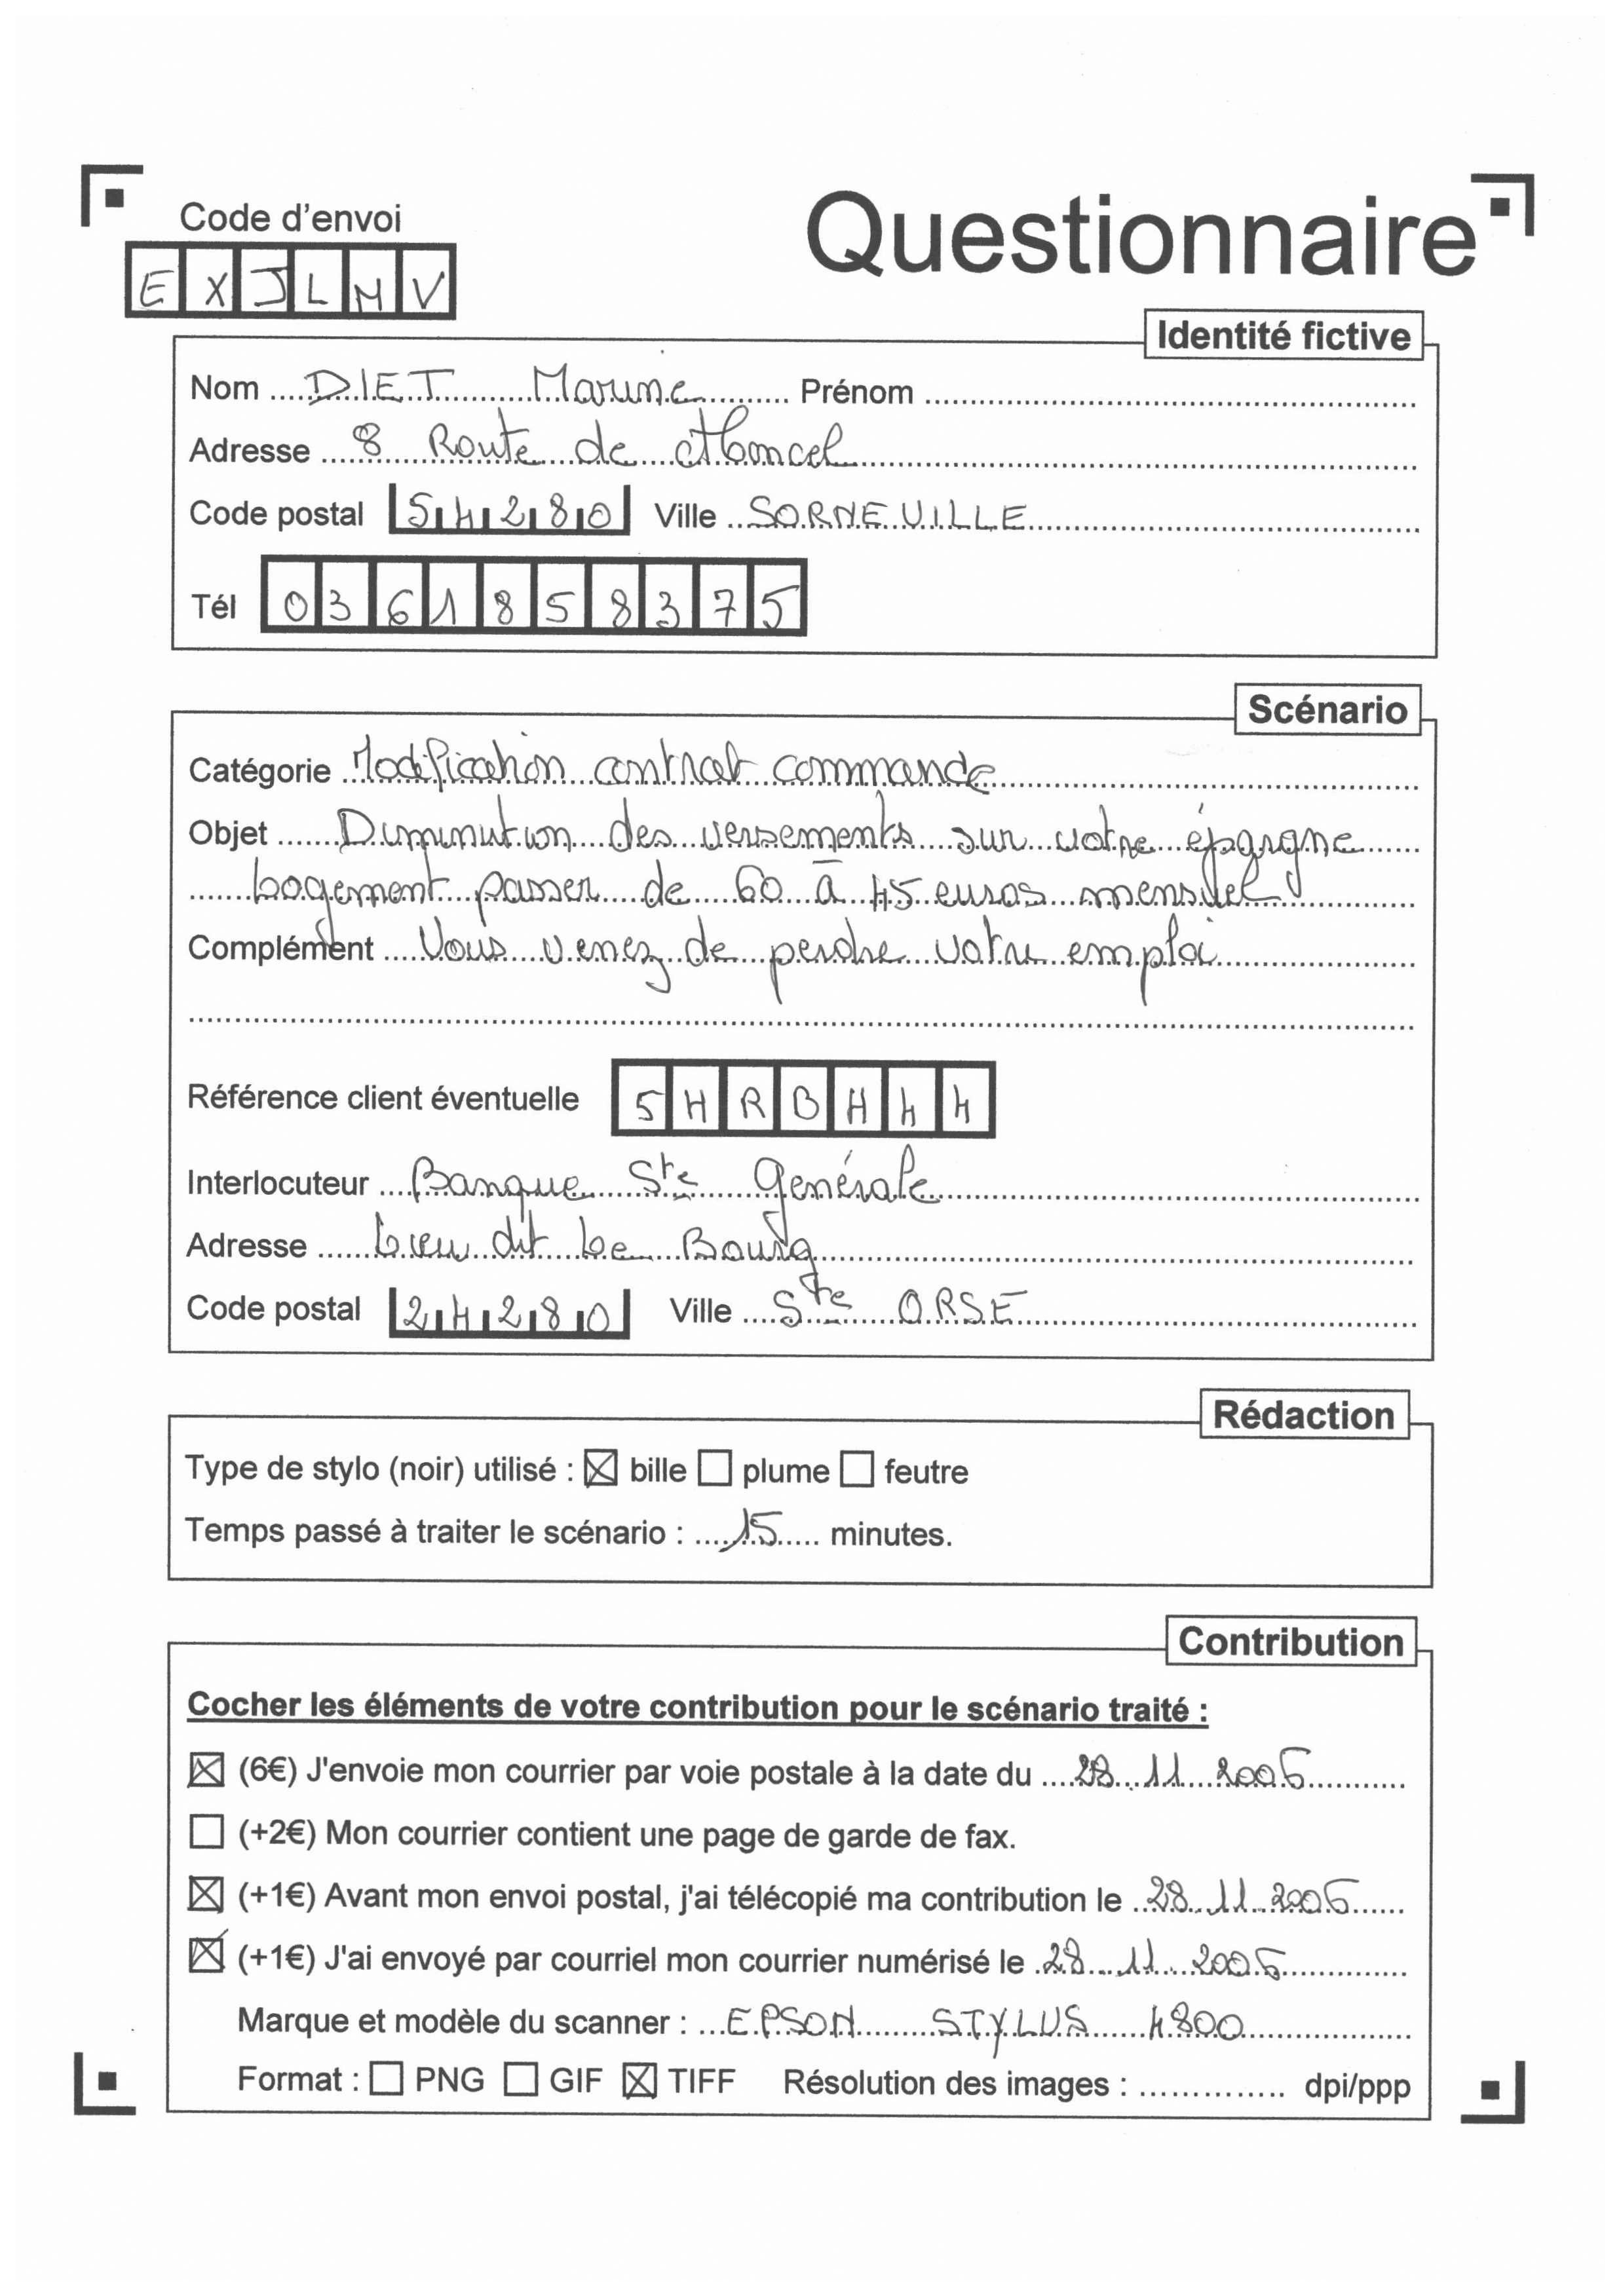 Code d'envoi
Questionnaire
E X J L M V
Identité fictive
Nom DIET Marine Prénom
Adresse 8 Route de
Code postal 54280 Ville SORNEVILLE
Tél 0361858375
Scénario
Catégorie Modification contrat commande
Objet Diminution des versements sur votre épargne
Logement passer de 60 à 45 euros mensuel
Complément Vous venez de perdre votre emploi
Référence client éventuelle 5HRBH44
Interlocuteur Banque Ste Générale
Adresse Lieu dit Le Bourg
Code postal 24280 Ville Ste ORSE
Rédaction
Type de stylo (noir) utilisé : bille plume feutre
Temps passé à traiter le scénario : 15 minutes.
Contribution
Cocher les éléments de votre contribution pour le scénario traité :
(6€) J'envoie mon courrier par voie postale à la date du 28 11 2006
(+2€) Mon courrier contient une page de garde de fax.
(+1€) Avant mon envoi postal, j'ai télécopié ma contribution le 28 11 2006
(+1€) J'ai envoyé par courriel mon courrier numérisé le 28 11 2006
Marque et modèle du scanner : EPSON STYLUS 4800
Format : PNG GIF TIFF Résolution des images : dpi/ppp